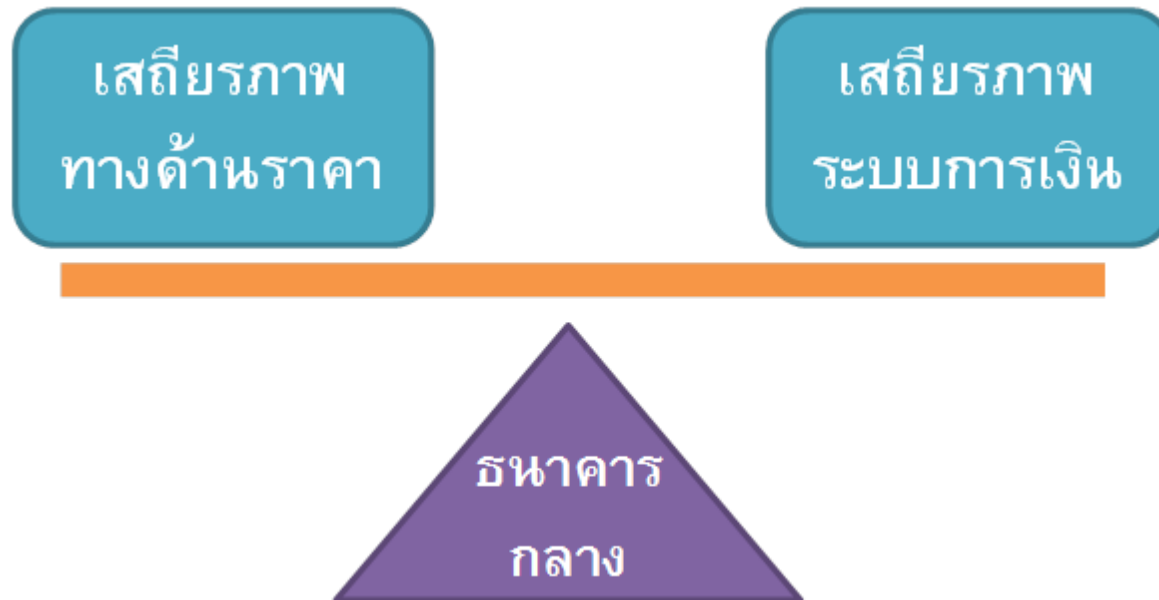 เสถียรภาพ
ทางด้านราคา
เสถียรภาพ
ระบบการเงิน
ธนาคาร
กลาง